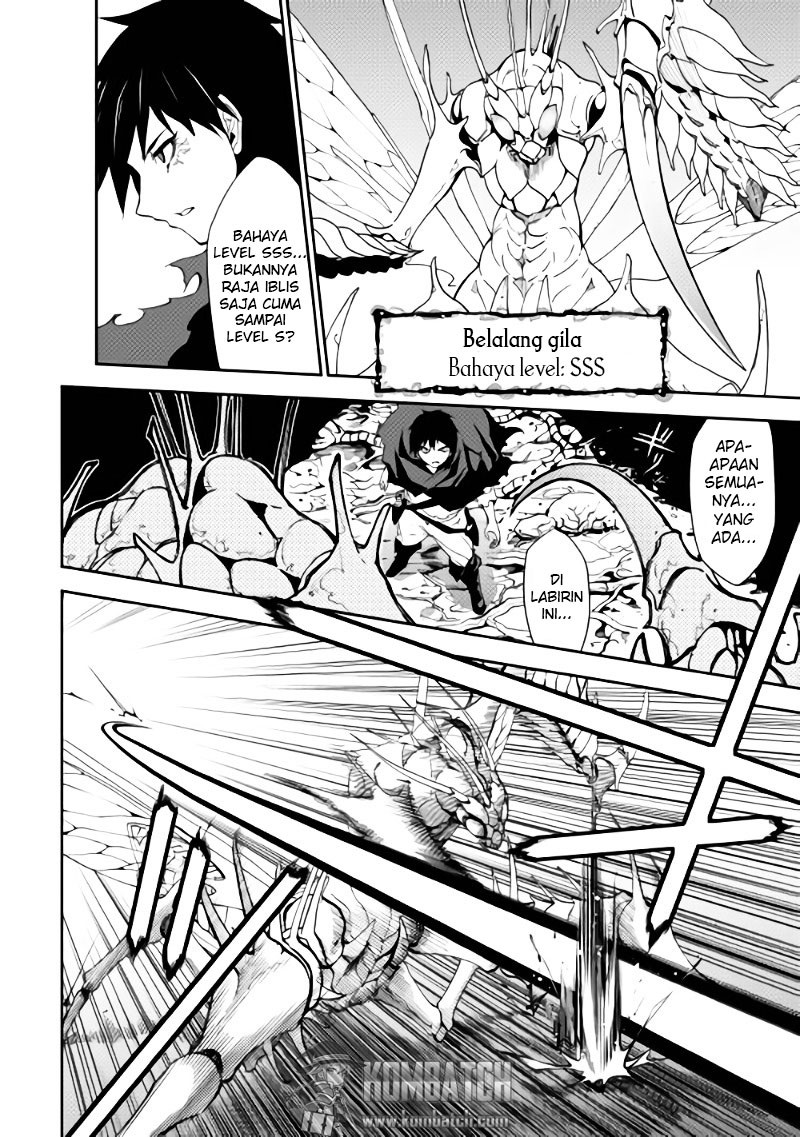 BAHAYA
LEVEL SSS...
BUKANNYA
RAJA IBLIS
SAJA CUMA
SAMPAI
LEVEL S?
Belalang gila
Bahaya level: SSS
APA-
APAAN
SEMUA-
NYA...
YANG
ADA...
DI
LABIRIN
INI...
KOMBATCH
www.kombatch.com